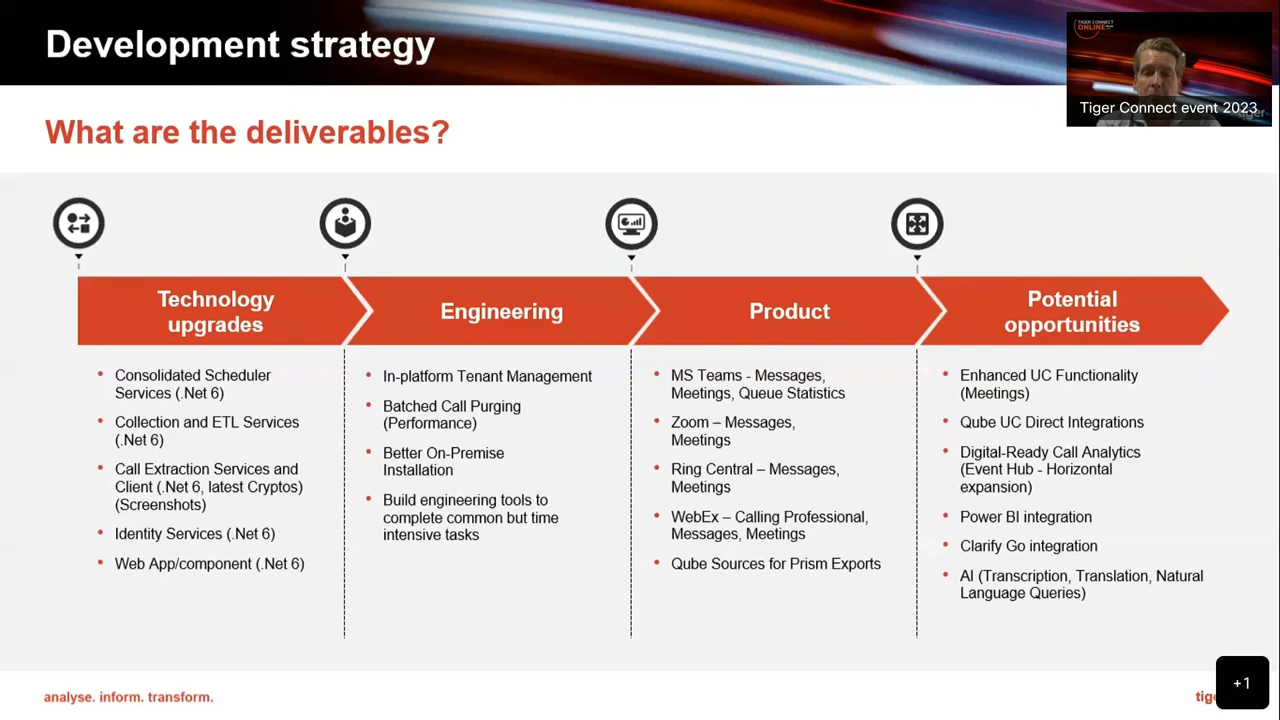 Development strategy
TIGER CONNECT
ONLINE
Tiger Connect event 2023
tiger
What are the deliverables?
Technology
upgrades
Engineering
Product
Potential
opportunities
• Consolidated Scheduler
Services (.Net 6)
• Collection and ETL Services
(.Net 6)
• Call Extraction Services and
Client (.Net 6, latest Cryptos)
(Screenshots)
• Identity Services (.Net 6)
• Web App/component (.Net 6)
• In-platform Tenant Management
• Batched Call Purging
(Performance)
• Better On-Premise
Installation
• Build engineering tools to
complete common but time
intensive tasks
• MS Teams - Messages,
Meetings, Queue Statistics
• Zoom – Messages,
Meetings
• Ring Central – Messages,
Meetings
• WebEx – Calling Professional,
Messages, Meetings
• Qube Sources for Prism Exports
• Enhanced UC Functionality
(Meetings)
• Qube UC Direct Integrations
• Digital-Ready Call Analytics
(Event Hub - Horizontal
expansion)
• Power BI integration
• Clarify Go integration
• AI (Transcription, Translation, Natural
Language Queries)
analyse. inform. transform.
+1